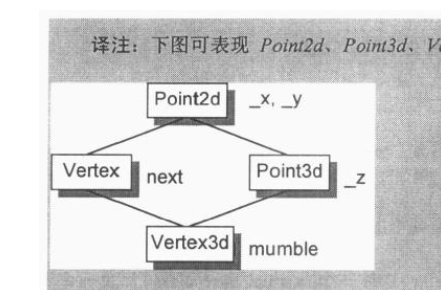 译注：下图可表现 Point2d、Point3d、
Point2d _x, _y
Vertex next Point3d _z
Vertex3d mumble